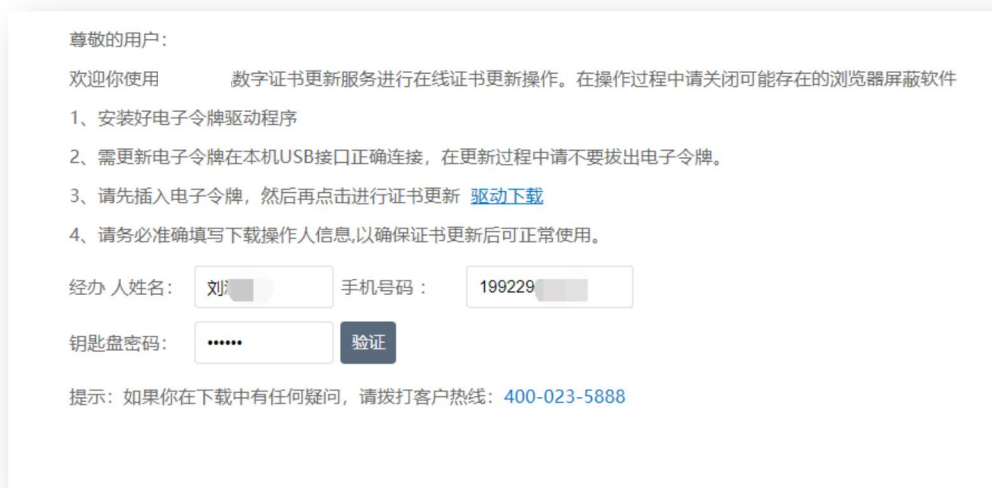 尊敬的用户：
欢迎你使用 数字证书更新服务进行在线证书更新操作。在操作过程中请关闭可能存在的浏览器屏蔽软件
1、安装好电子令牌驱动程序
2、需更新电子令牌在本机USB接口正确连接，在更新过程中请不要拔出电子令牌。
3、请先插入电子令牌，然后再点击进行证书更新 驱动下载
4、请务必准确填写下载操作人信息,以确保证书更新后可正常使用。
经办 人姓名： 刘 手机号码 ： 199229
钥匙盘密码： •••••• 验证
提示：如果你在下载中有任何疑问，请拨打客户热线：400-023-5888